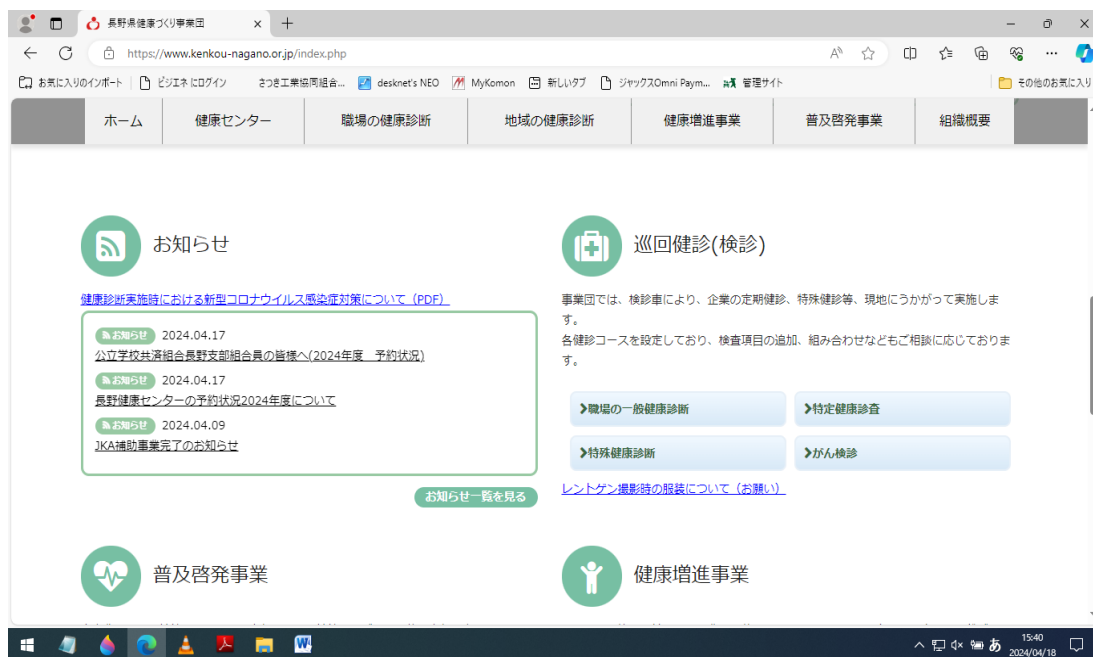 長野県健康づくり事業団
https://www.kenkou-nagano.or.jp/index.php
お気に入りのインポート ビジエネ にログイン さつき工業協同組合... desknet's NEO MyKomon 新しいタブ ジャックスOmni Paym... 管理サイト その他のお気に入り
ホーム 健康センター 職場の健康診断 地域の健康診断 健康増進事業 普及啓発事業 組織概要
お知らせ
健康診断実施時における新型コロナウイルス感染症対策について（PDF）
お知らせ 2024.04.17
公立学校共済組合長野支部組合員の皆様へ(2024年度 予約状況)
お知らせ 2024.04.17
長野健康センターの予約状況2024年度について
お知らせ 2024.04.09
JKA補助事業完了のお知らせ
お知らせ一覧を見る
巡回健診(検診)
事業団では、検診車により、企業の定期健診、特殊健診等、現地にうかがって実施しま
す。
各健診コースを設定しており、検査項目の追加、組み合わせなどもご相談に応じておりま
す。
職場の一般健康診断 特定健康診査
特殊健康診断 がん検診
レントゲン撮影時の服装について（お願い）
普及啓発事業 健康増進事業
あ 15:40
2024/04/18